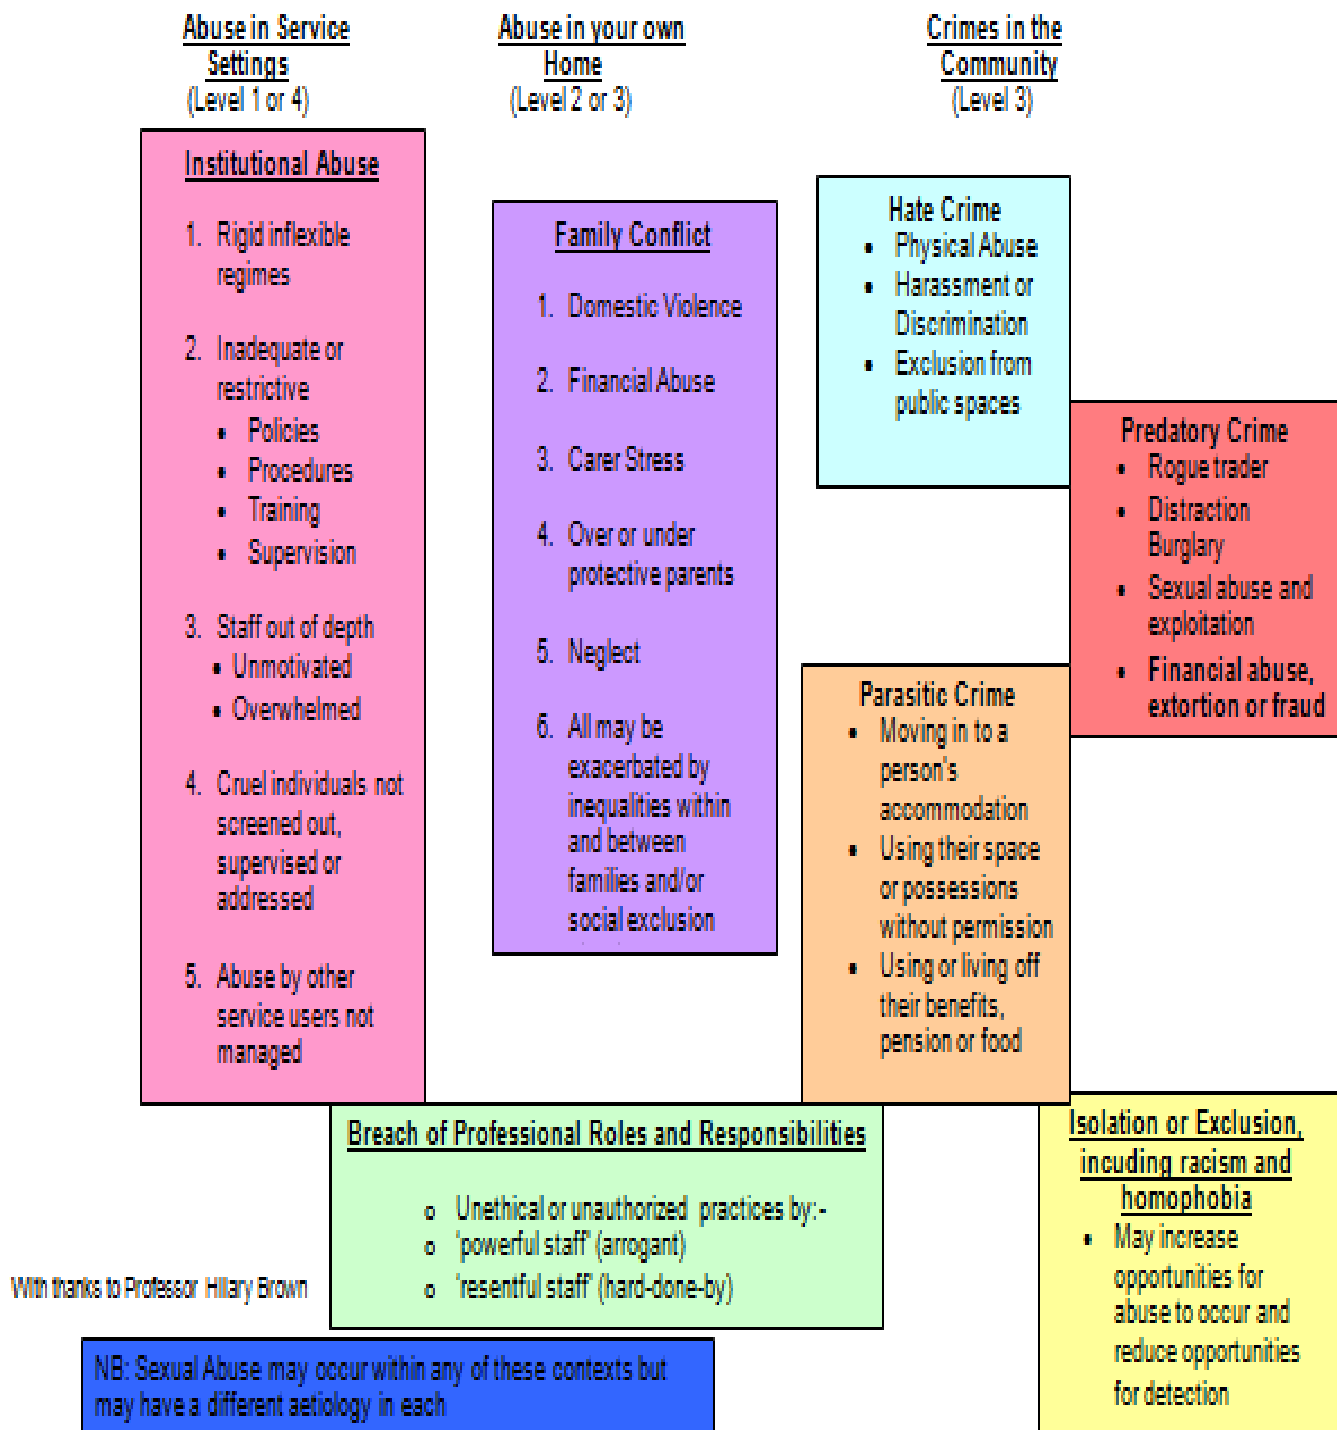 Abuse in Service
Settings
(Level 1 or 4)
Abuse in your own
Home
(Level 2 or 3)
Crimes in the
Community
(Level 3)
Institutional Abuse
1. Rigid inflexible
regimes
2. Inadequate or
restrictive
• Policies
• Procedures
• Training
• Supervision
3. Staff out of depth
• Unmotivated
• Overwhelmed
4. Cruel individuals not
screened out,
supervised or
addressed
5. Abuse by other
service users not
managed
Family Conflict
1. Domestic Violence
2. Financial Abuse
3. Carer Stress
4. Over or under
protective parents
5. Neglect
6. All may be
exacerbated by
inequalities within
and between
families and/or
social exclusion
Hate Crime
• Physical Abuse
• Harassment or
Discrimination
• Exclusion from
public spaces
Predatory Crime
• Rogue trader
• Distraction
Burglary
• Sexual abuse and
exploitation
• Financial abuse,
extortion or fraud
Parasitic Crime
• Moving in to a
person's
accommodation
• Using their space
or possessions
without permission
• Using or living off
their benefits,
pension or food
Breach of Professional Roles and Responsibilities
o Unethical or unauthorized practices by:-
o 'powerful staff' (arrogant)
o 'resentful staff' (hard-done-by)
Isolation or Exclusion,
incuding racism and
homophobia
• May increase
opportunities for
abuse to occur and
reduce opportunities
for detection
With thanks to Professor Hillary Brown
NB: Sexual Abuse may occur within any of these contexts but
may have a different aetiology in each